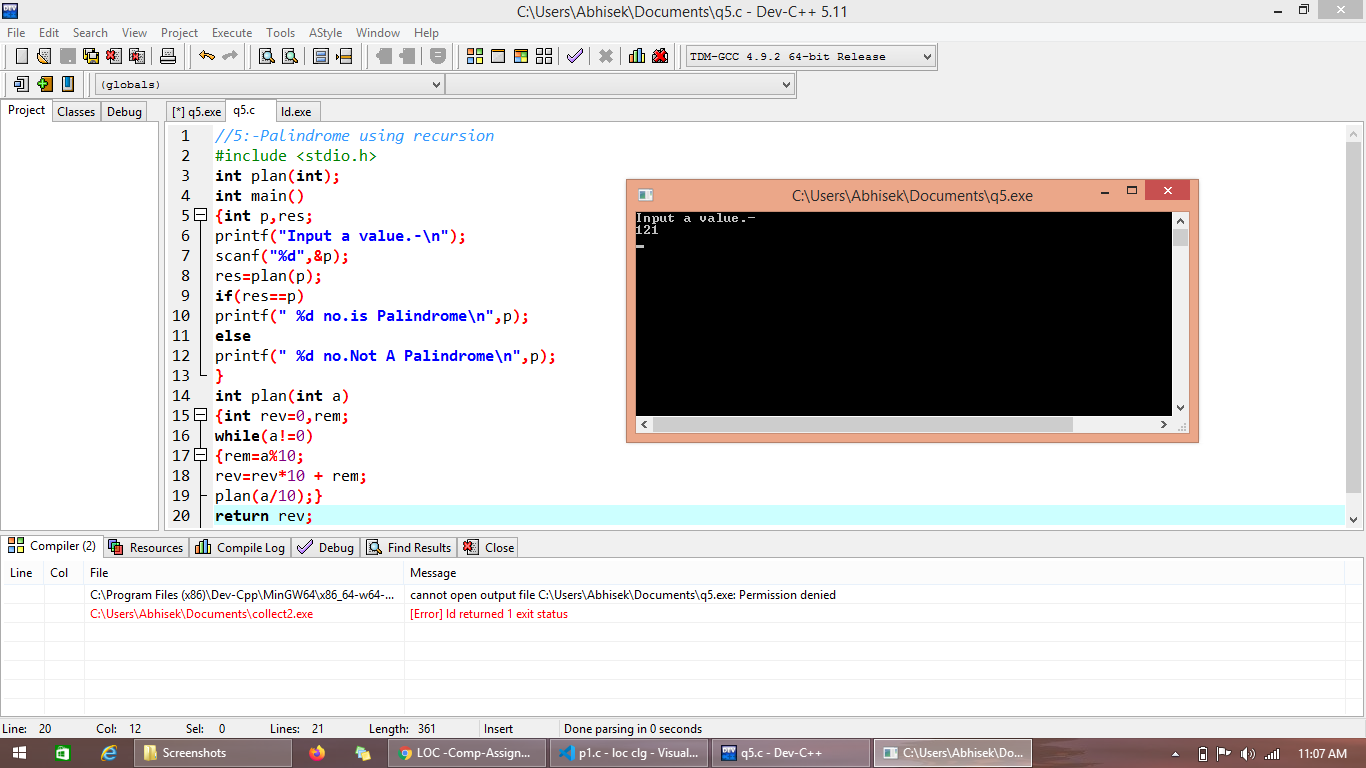 C:\Users\Abhisek\Documents\q5.c - Dev-C++ 5.11
File Edit Search View Project Execute Tools AStyle Window Help
TDM-GCC 4.9.2 64-bit Release
(globals)
Project Classes Debug [*] q5.exe q5.c ld.exe
1 //5:-Palindrome using recursion
2 #include <stdio.h>
3 int plan(int);
4 int main()
5 {int p,res;
6 printf("Input a value.-\n");
7 scanf("%d",&p);
8 res=plan(p);
9 if(res==p)
10 printf(" %d no.is Palindrome\n",p);
11 else
12 printf(" %d no.Not A Palindrome\n",p);
13 }
14 int plan(int a)
15 {int rev=0,rem;
16 while(a!=0)
17 {rem=a%10;
18 rev=rev*10 + rem;
19 plan(a/10);}
20 return rev;
C:\Users\Abhisek\Documents\q5.exe
Input a value.-
121
Compiler (2) Resources Compile Log Debug Find Results Close
Line Col File Message
C:\Program Files (x86)\Dev-Cpp\MinGW64\x86_64-w64-... cannot open output file C:\Users\Abhisek\Documents\q5.exe: Permission denied
C:\Users\Abhisek\Documents\collect2.exe [Error] ld returned 1 exit status
Line: 20 Col: 12 Sel: 0 Lines: 21 Length: 361 Insert Done parsing in 0 seconds
Screenshots LOC -Comp-Assign... p1.c - loc clg - Visual... q5.c - Dev-C++ C:\Users\Abhisek\Do... 11:07 AM